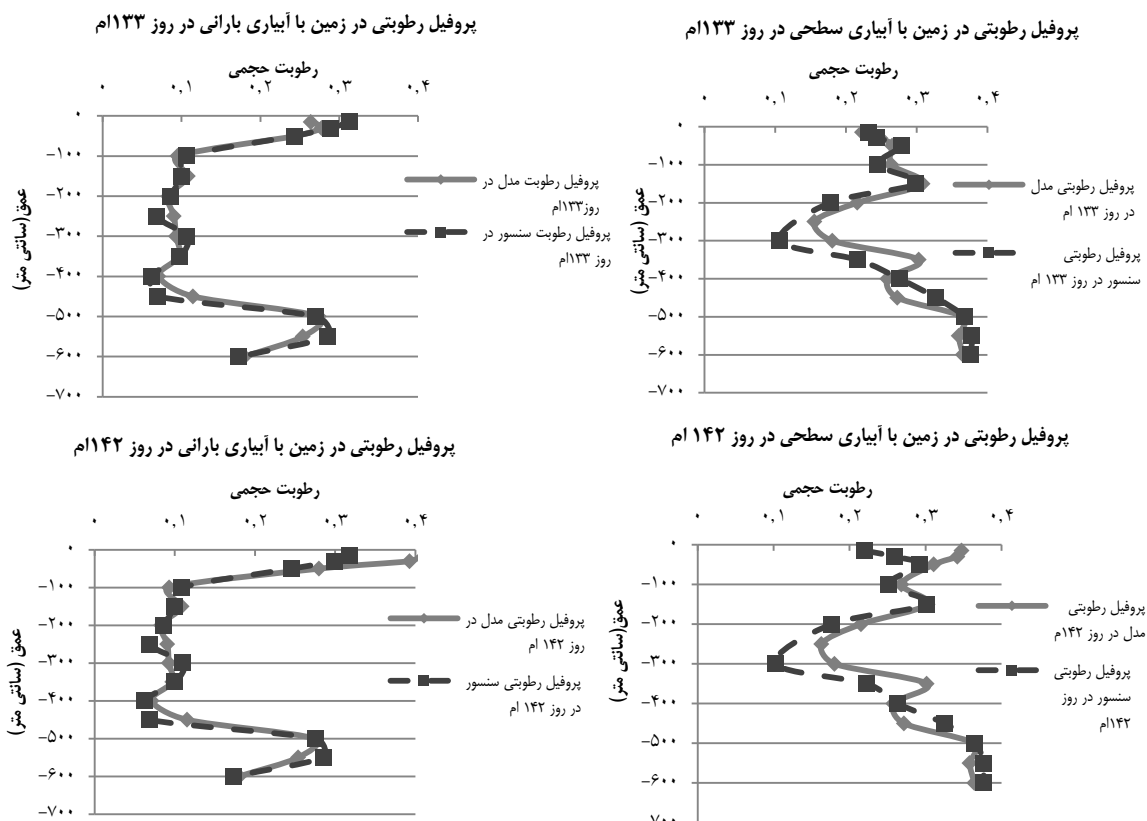 پروفیل رطوبتی در زمین با آبیاری سطحی در روز ۱۳۳ام
رطوبت حجمی
۰ ۰,۱ ۰,۲ ۰,۳ ۰,۴
۰
-۱۰۰
-۲۰۰
-۳۰۰
-۴۰۰
-۵۰۰
-۶۰۰
-۷۰۰
عمق (سانتی متر)
پروفیل رطوبتی مدل
در روز ۱۳۳ ام
پروفیل رطوبتی
سنسور در روز ۱۳۳ ام
پروفیل رطوبتی در زمین با آبیاری بارانی در روز ۱۳۳ام
رطوبت حجمی
۰ ۰,۱ ۰,۲ ۰,۳ ۰,۴
۰
-۱۰۰
-۲۰۰
-۳۰۰
-۴۰۰
-۵۰۰
-۶۰۰
-۷۰۰
عمق(سانتی متر)
پروفیل رطوبت مدل در
روز۱۳۳ام
پروفیل رطوبت سنسور در
روز ۱۳۳ام
پروفیل رطوبتی در زمین با آبیاری سطحی در روز ۱۴۲ ام
رطوبت حجمی
۰ ۰,۱ ۰,۲ ۰,۳ ۰,۴
۰
-۱۰۰
-۲۰۰
-۳۰۰
-۴۰۰
-۵۰۰
-۶۰۰
-۷۰۰
عمق(سانتی متر)
پروفیل رطوبتی
مدل در روز ۱۴۲م
پروفیل رطوبتی
سنسور در روز
۱۴۲ام
پروفیل رطوبتی در زمین با آبیاری بارانی در روز ۱۴۲ام
رطوبت حجمی
۰ ۰,۱ ۰,۲ ۰,۳ ۰,۴
۰
-۱۰۰
-۲۰۰
-۳۰۰
-۴۰۰
-۵۰۰
-۶۰۰
-۷۰۰
عمق (سانتی متر)
پروفیل رطوبتی مدل در
روز ۱۴۲ ام
پروفیل رطوبتی سنسور
در روز ۱۴۲ ام